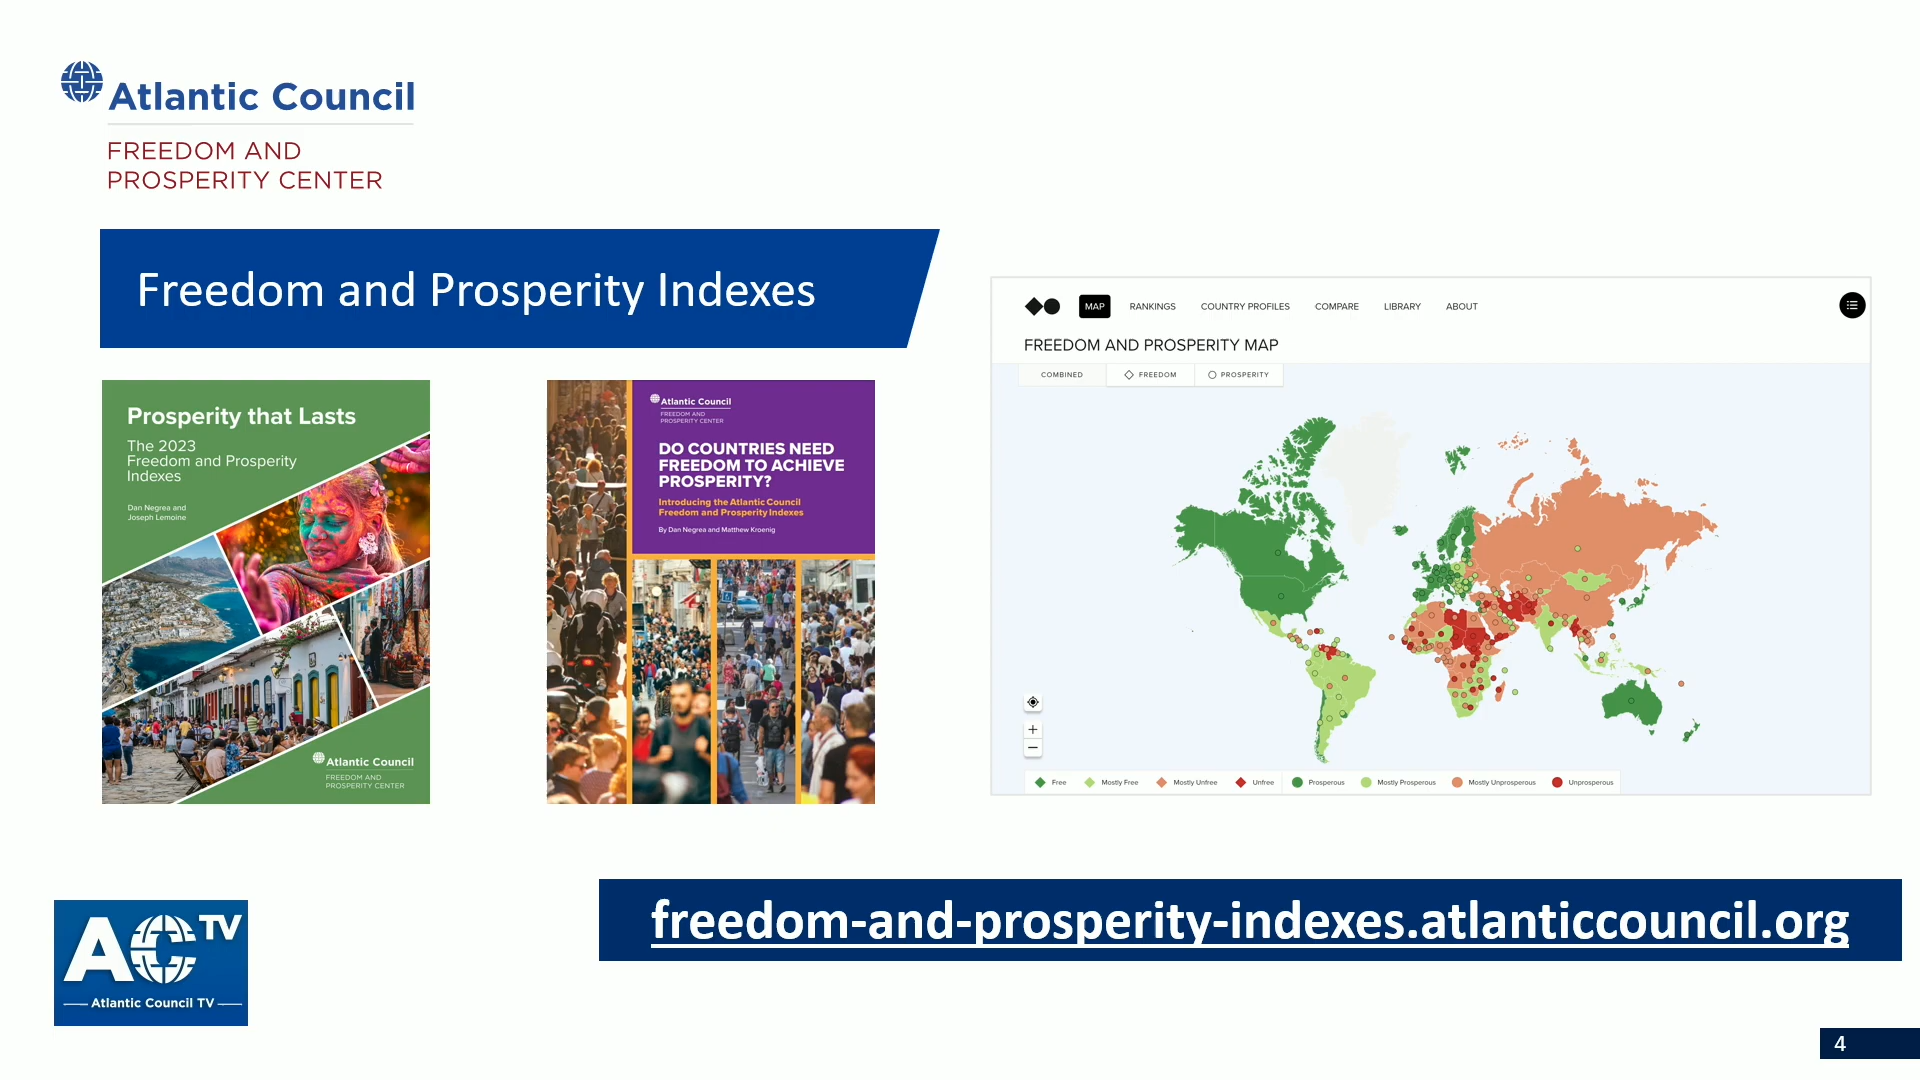 Atlantic Council
FREEDOM AND
PROSPERITY CENTER
Freedom and Prosperity Indexes
Prosperity that Lasts
The 2023
Freedom and Prosperity
Indexes
Dan Negrea and
Joseph Lemoine
Atlantic Council
FREEDOM AND
PROSPERITY CENTER
Atlantic Council
FREEDOM AND
PROSPERITY CENTER
DO COUNTRIES NEED
FREEDOM TO ACHIEVE
PROSPERITY?
Introducing the Atlantic Council
Freedom and Prosperity Indexes
By Dan Negrea and Matthew Kroenig
MAP RANKINGS COUNTRY PROFILES COMPARE LIBRARY ABOUT
FREEDOM AND PROSPERITY MAP
COMBINED FREEDOM PROSPERITY
+
−
Free Mostly Free Mostly Unfree Unfree Prosperous Mostly Prosperous Mostly Unprosperous Unprosperous
freedom-and-prosperity-indexes.atlanticcouncil.org
AC TV
Atlantic Council TV
4